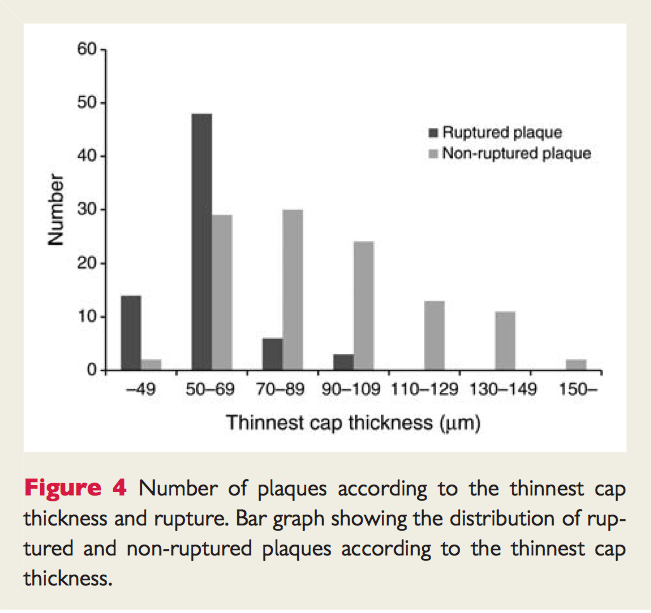 60
50
40
30
20
10
0
Number
Ruptured plaque
Non-ruptured plaque
–49 50–69 70–89 90–109 110–129 130–149 150–
Thinnest cap thickness (μm)
Figure 4 Number of plaques according to the thinnest cap
thickness and rupture. Bar graph showing the distribution of rup-
tured and non-ruptured plaques according to the thinnest cap
thickness.